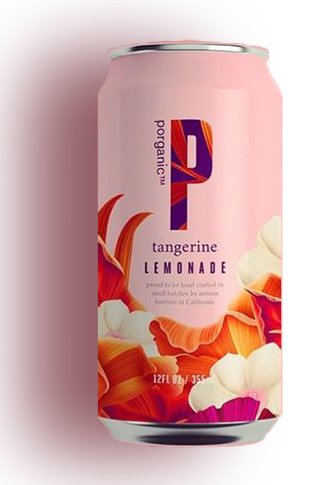 porganic™
P
tangerine
LEMONADE
proud to be hand crafted in
small batches by artisan
bottlers in California
12FL OZ / 355